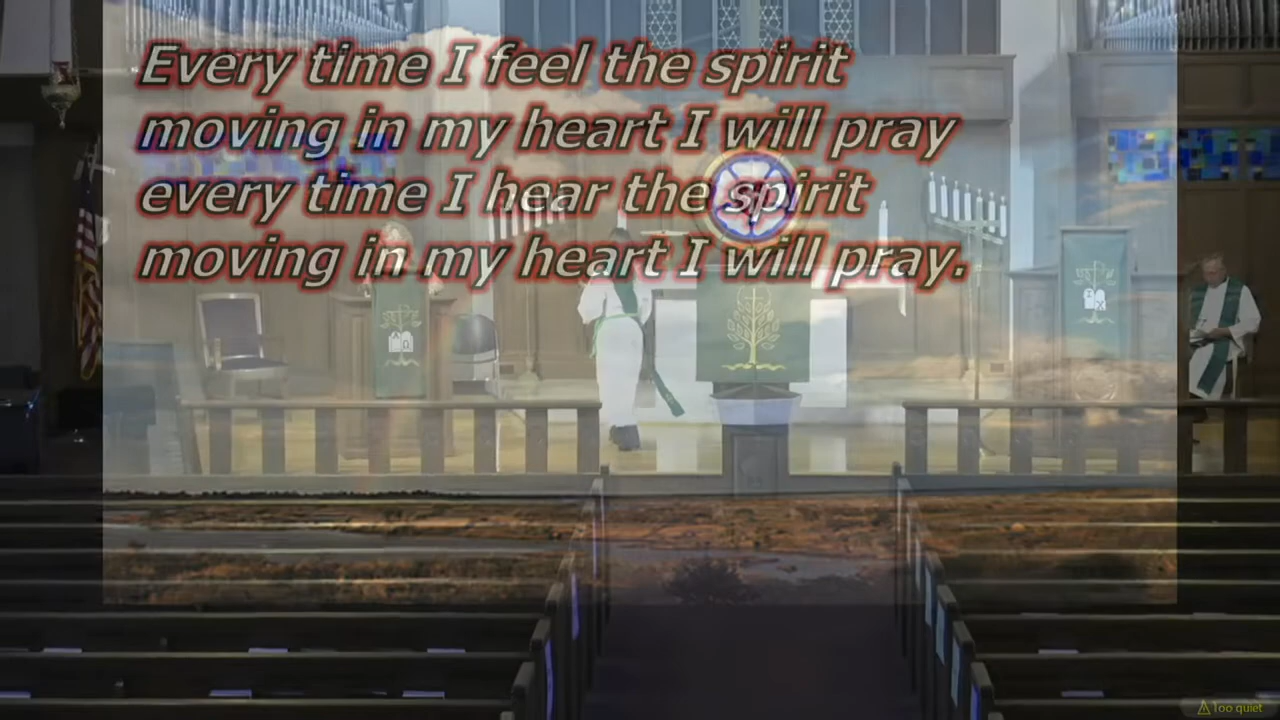 Every time I feel the spirit
moving in my heart I will pray
every time I hear the spirit
moving in my heart I will pray.
Too quiet